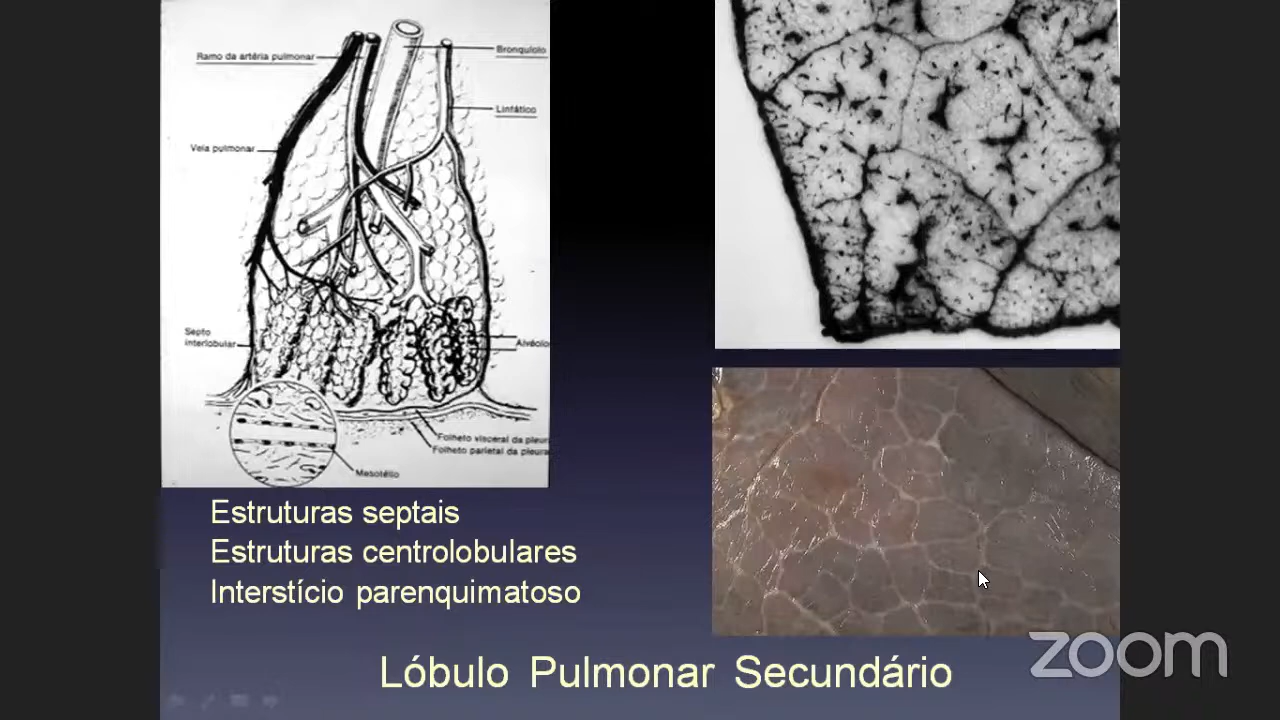 Ramo da artéria pulmonar
Bronquíolo
Linfático
Veia pulmonar
Septo
interlobular
Alvéolo
Folheto visceral da pleura
Folheto parietal da pleura
Mesotélio
Estruturas septais
Estruturas centrolobulares
Interstício parenquimatoso
Lóbulo Pulmonar Secundário
zoom